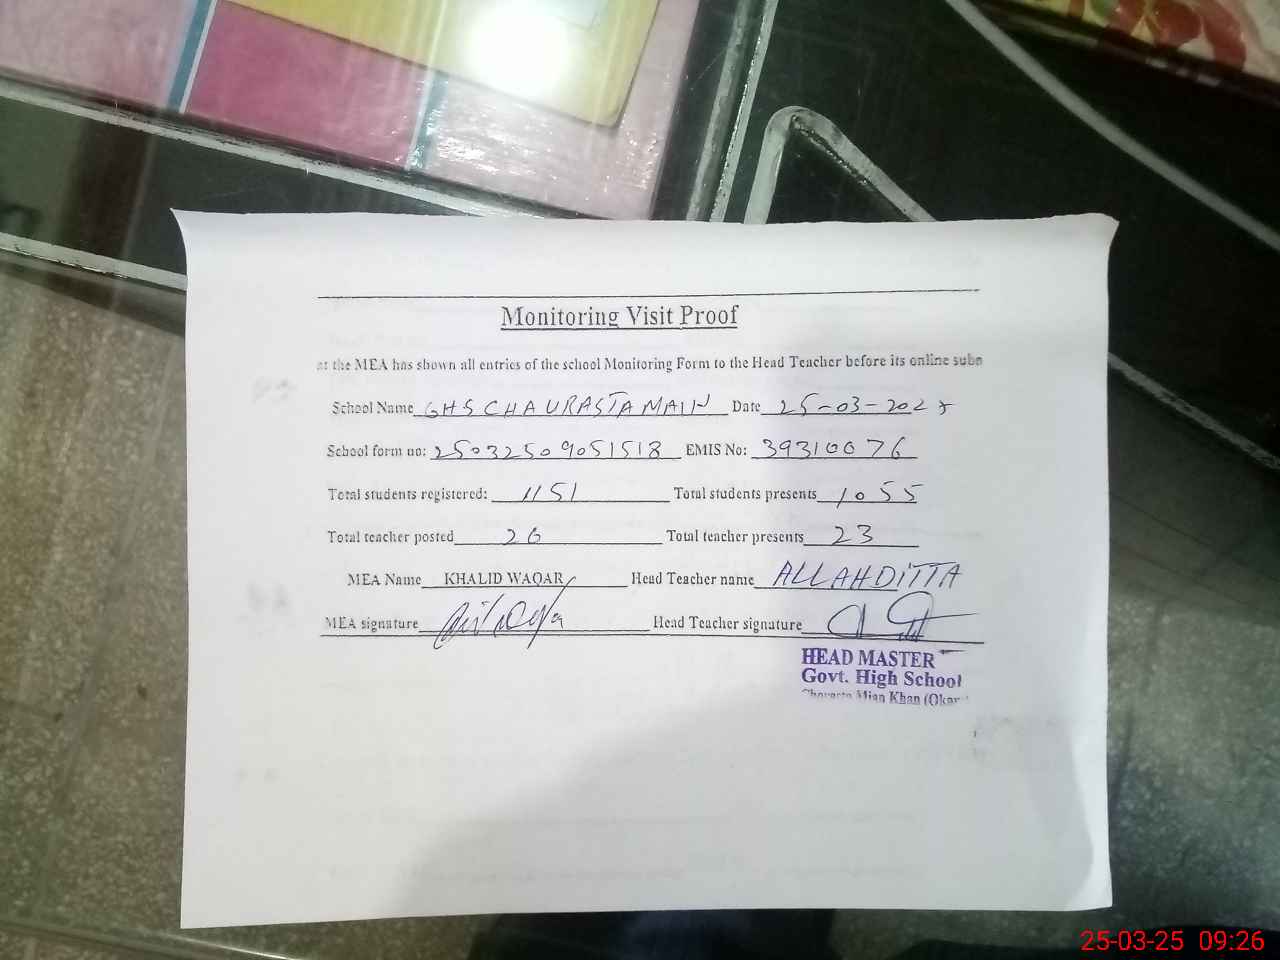 Monitoring Visit Proof
at the MEA has shown all entries of the school Monitoring Form to the Head Teacher before its online subm
School Name GHS CHAURASTA MAIN Date 25-03-2025
School form no: 25032509051518 EMIS No: 39310076
Total students registered: 1151 Total students presents 1055
Total teacher posted 26 Total teacher presents 23
MEA Name KHALID WAQAR Head Teacher name ALLAHDITTA
MEA signature Head Teacher signature
HEAD MASTER
Govt. High School
Mian Khan (Okar
25-03-25 09:26